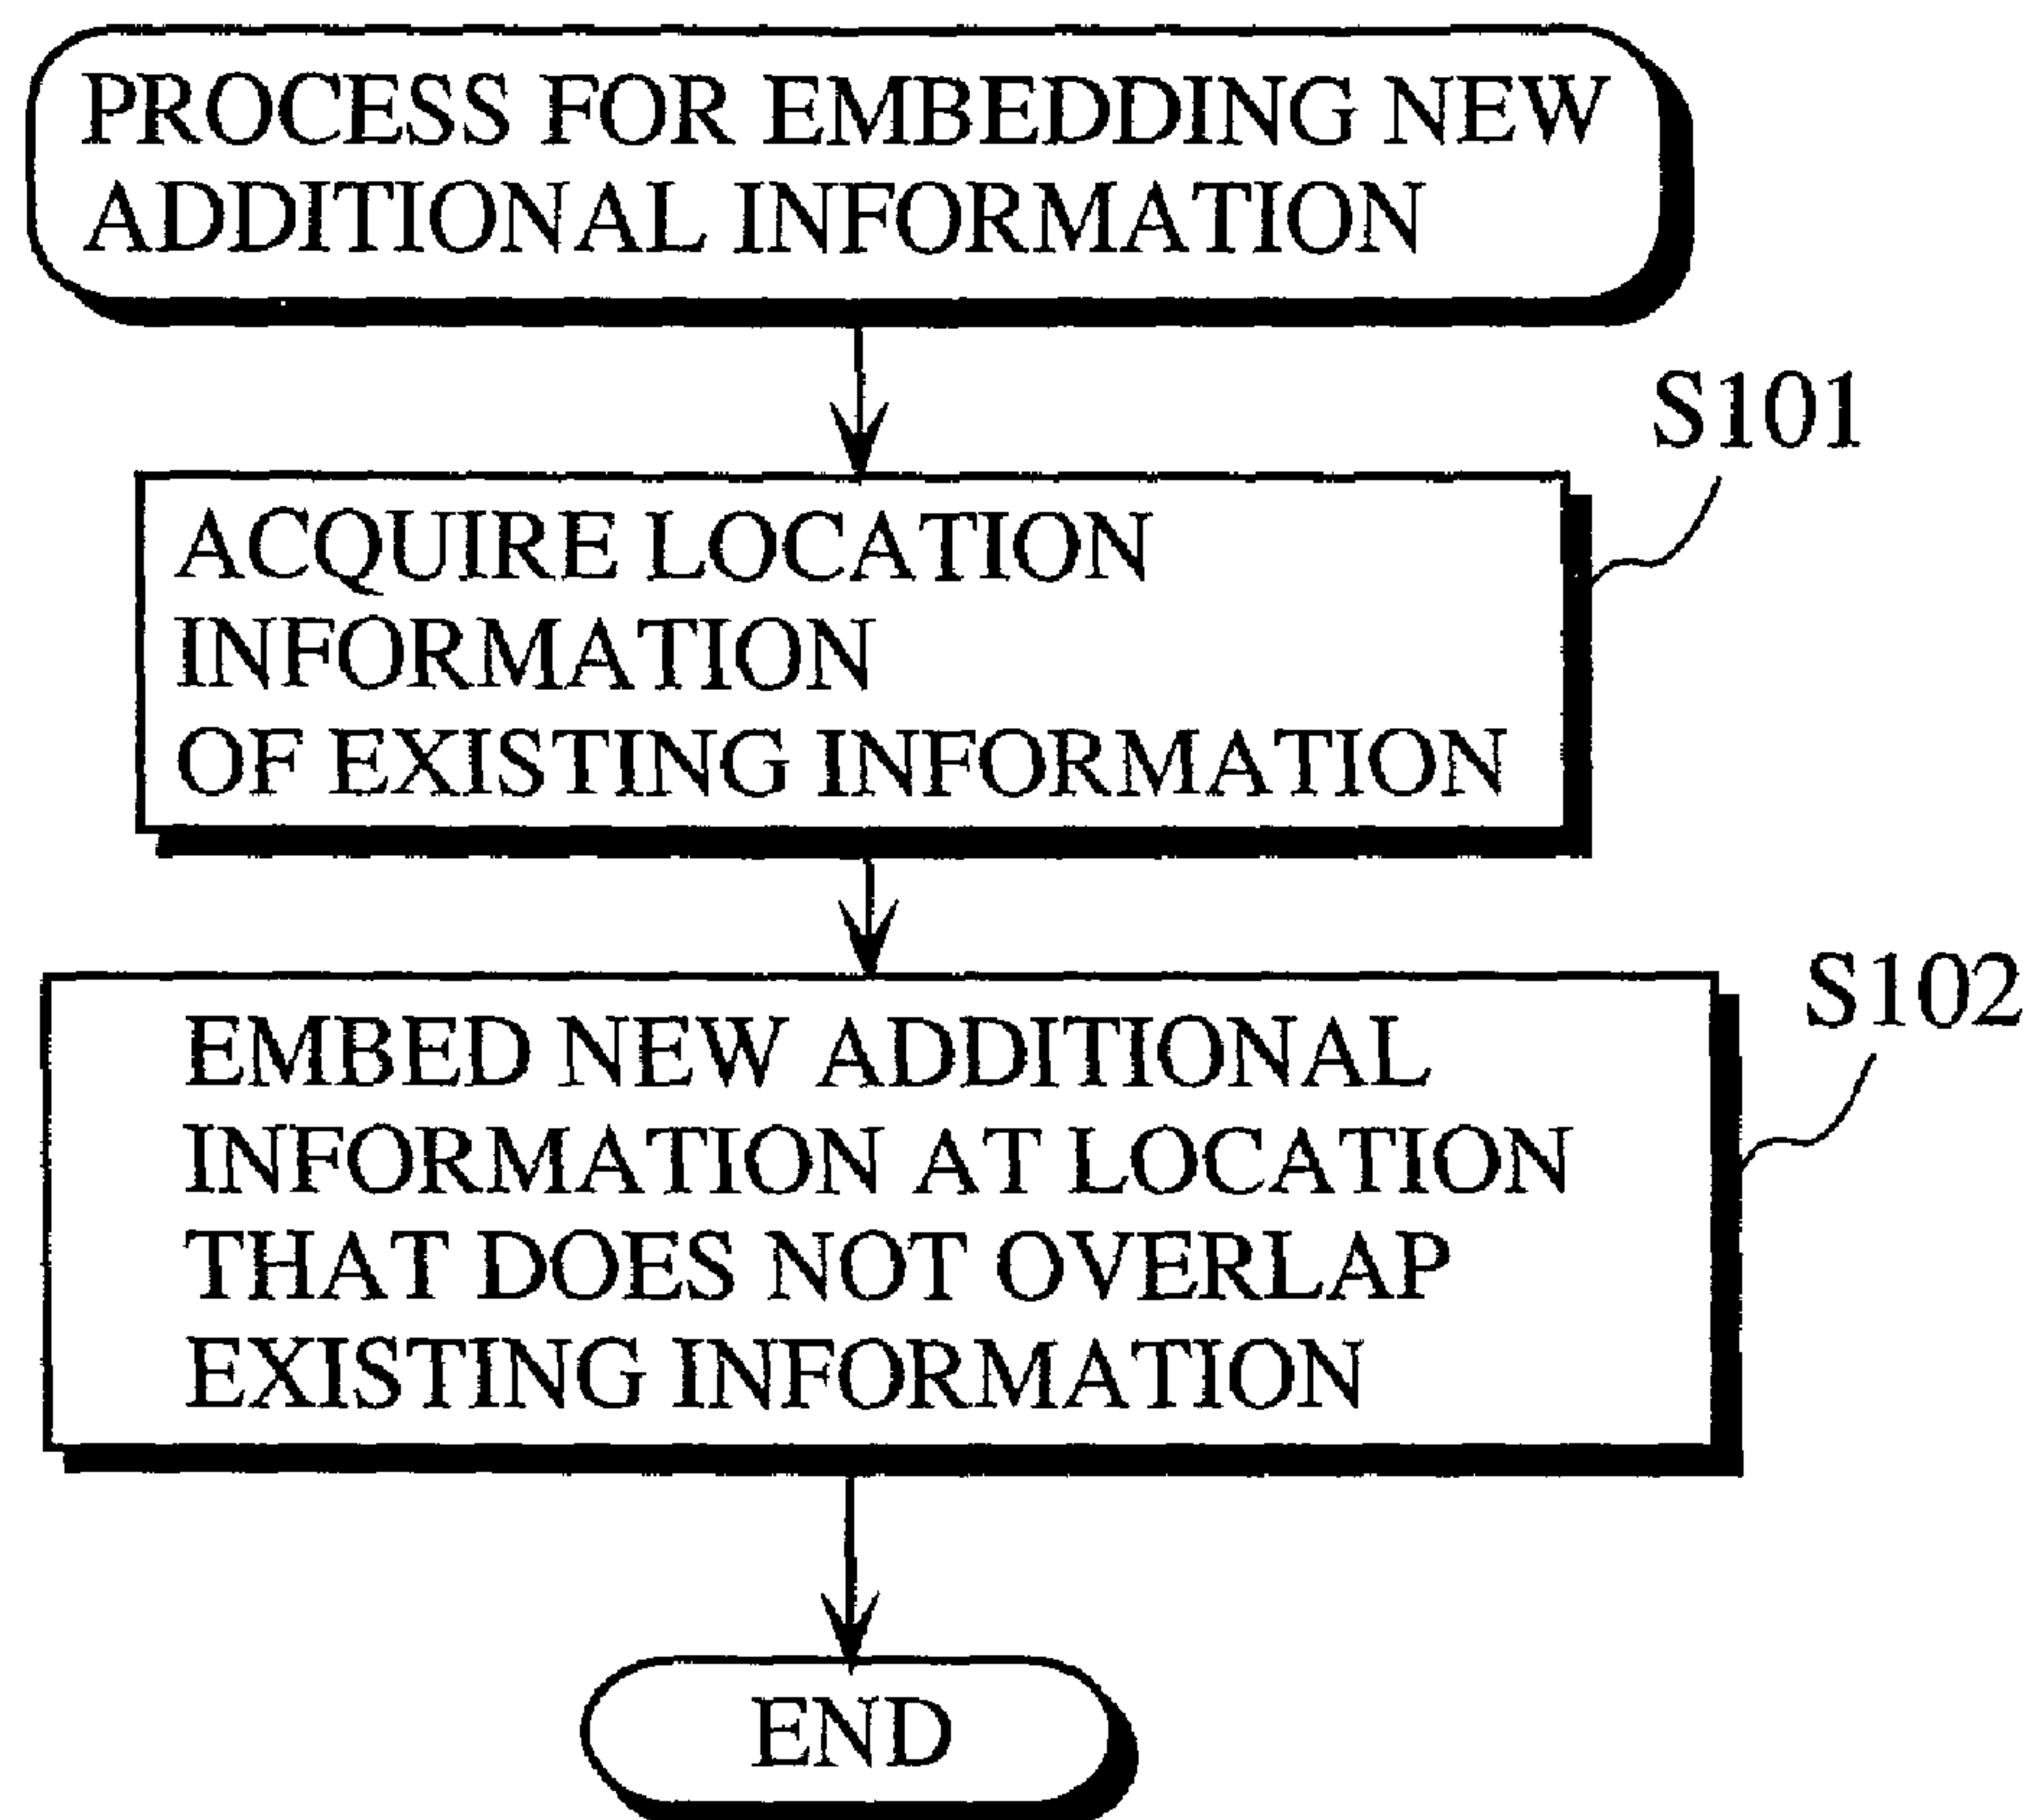 PROCESS FOR EMBEDDING NEW
ADDITIONAL INFORMATION
S101
ACQUIRE LOCATION
INFORMATION
OF EXISTING INFORMATION
S102
EMBED NEW ADDITIONAL
INFORMATION AT LOCATION
THAT DOES NOT OVERLAP
EXISTING INFORMATION
END